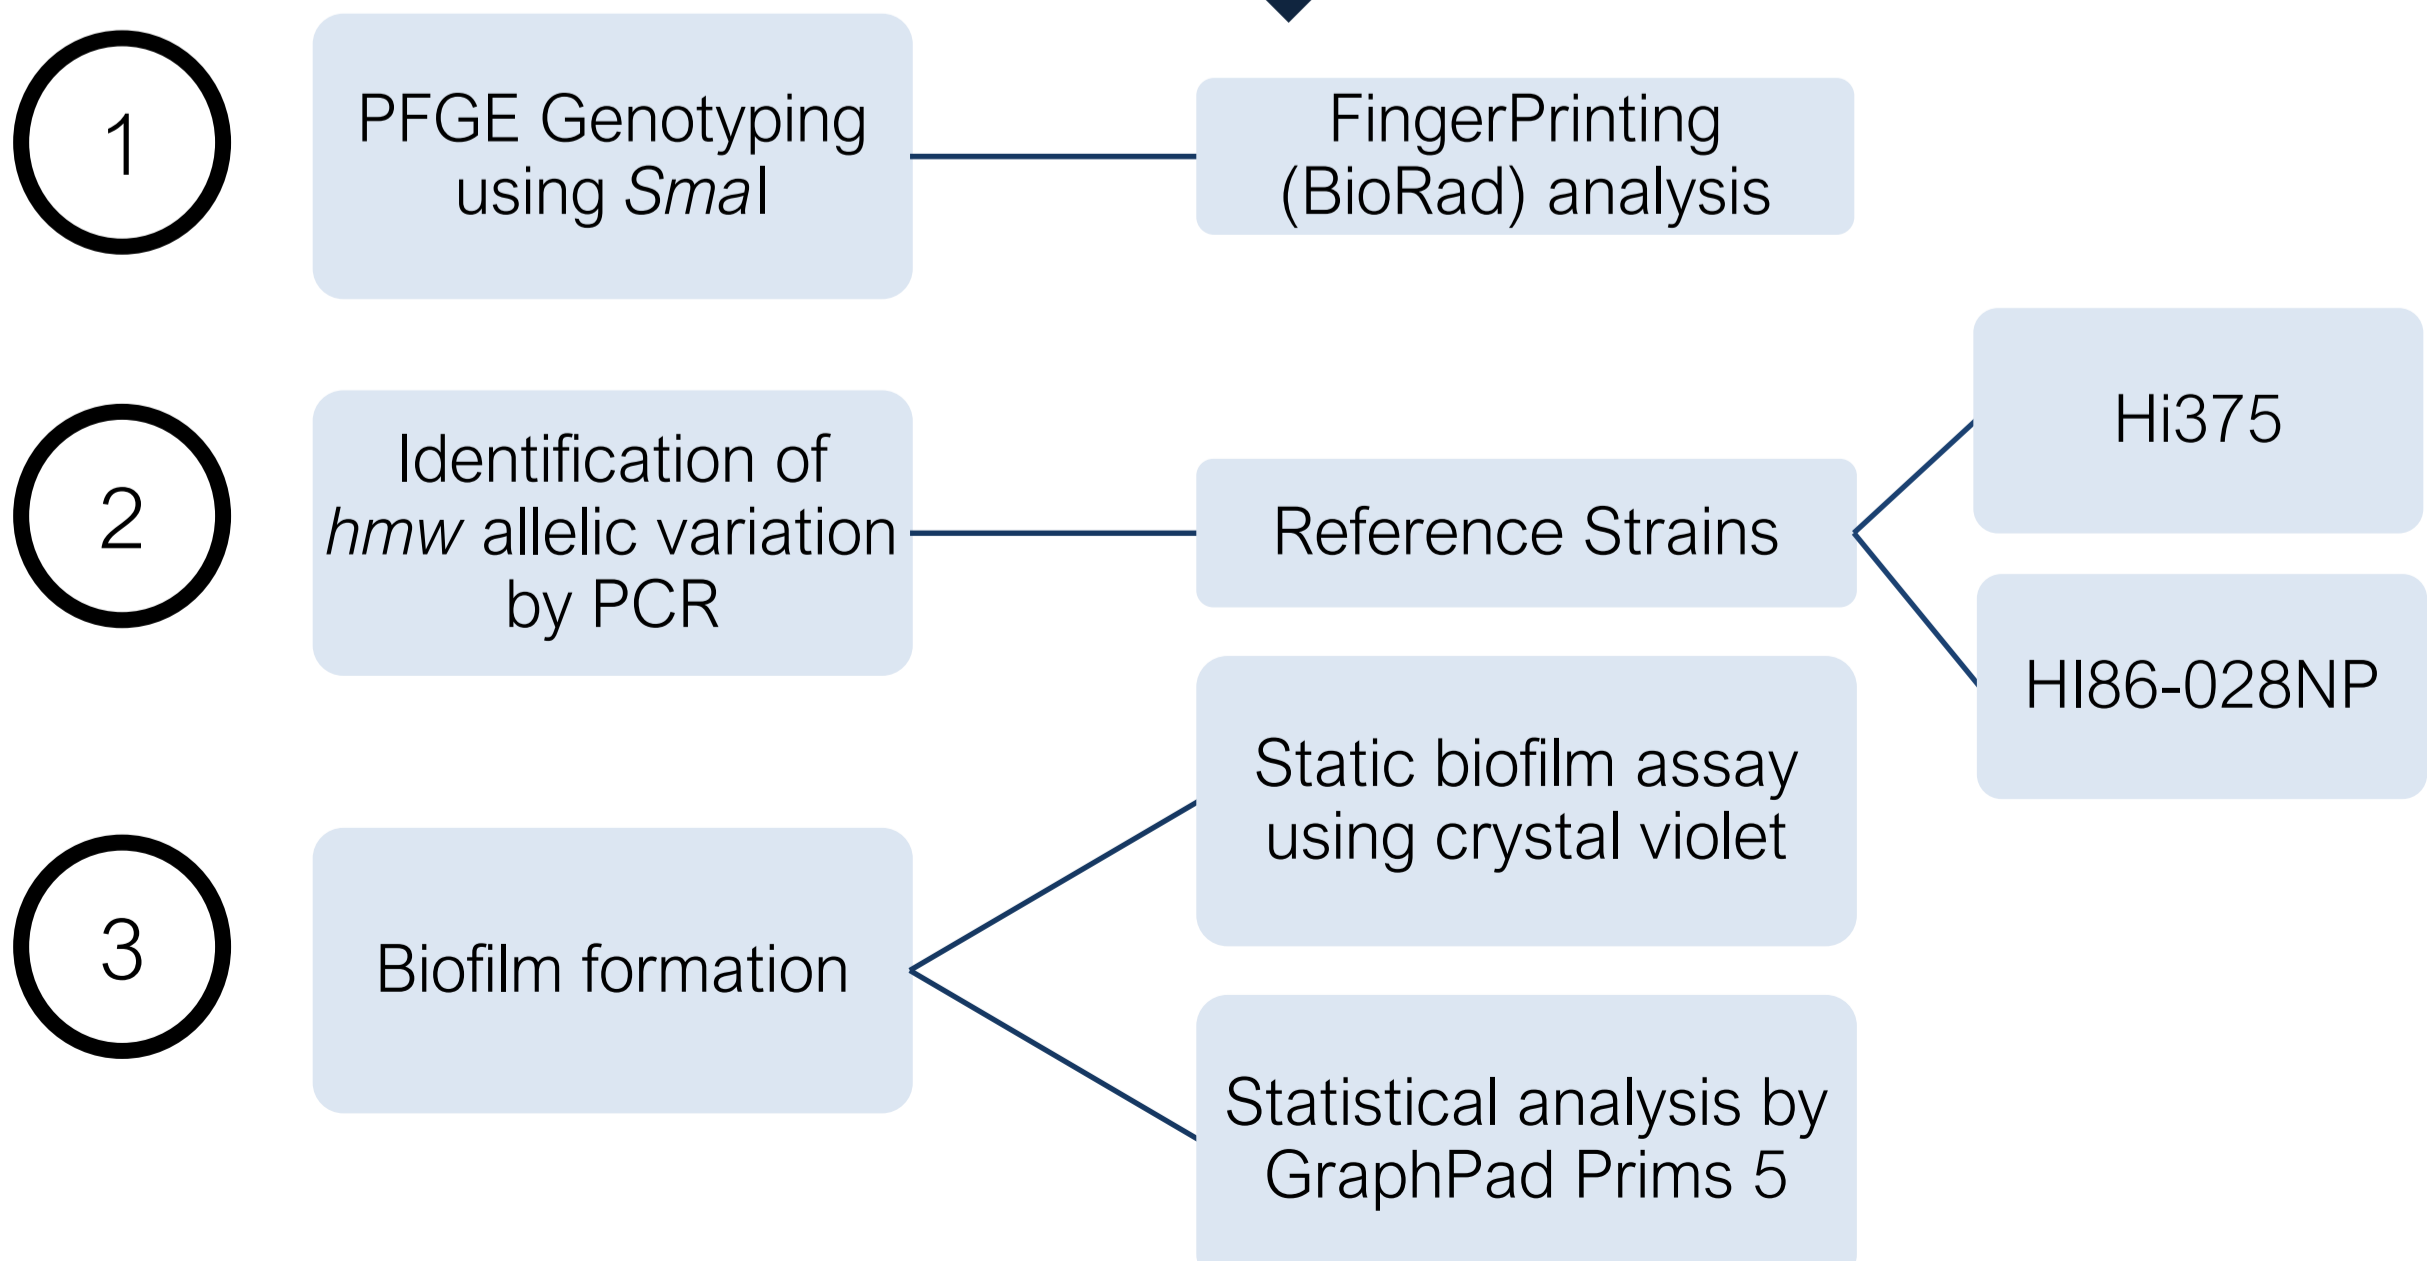 1
PFGE Genotyping
using SmaI
FingerPrinting
(BioRad) analysis
2
Identification of
hmw allelic variation
by PCR
Reference Strains
Hi375
HI86-028NP
3
Biofilm formation
Static biofilm assay
using crystal violet
Statistical analysis by
GraphPad Prims 5